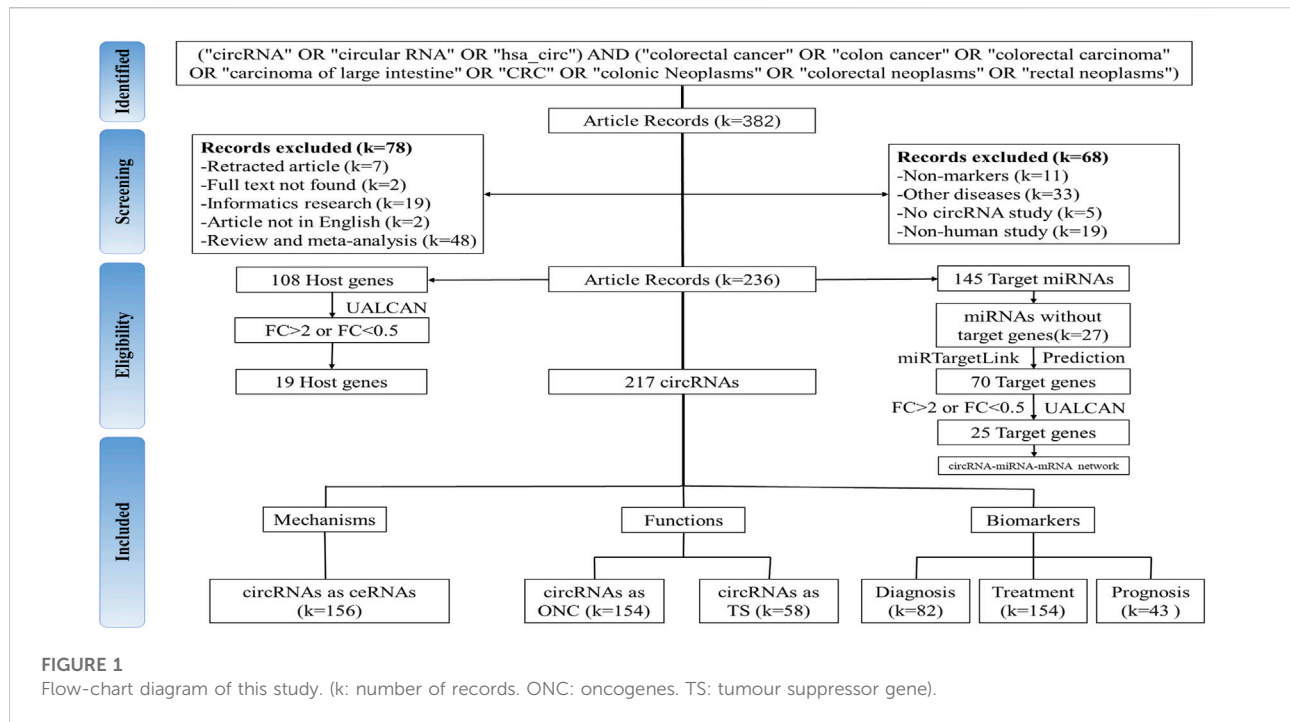 Identified
("circRNA" OR "circular RNA" OR "hsa_circ") AND ("colorectal cancer" OR "colon cancer" OR "colorectal carcinoma"
OR "carcinoma of large intestine" OR "CRC" OR "colonic Neoplasms" OR "colorectal neoplasms" OR "rectal neoplasms")
Article Records (k=382)
Screening
Records excluded (k=78)
-Retracted article (k=7)
-Full text not found (k=2)
-Informatics research (k=19)
-Article not in English (k=2)
-Review and meta-analysis (k=48)
Records excluded (k=68)
-Non-markers (k=11)
-Other diseases (k=33)
-No circRNA study (k=5)
-Non-human study (k=19)
Eligibility
108 Host genes
UALCAN
FC>2 or FC<0.5
19 Host genes
Article Records (k=236)
217 circRNAs
145 Target miRNAs
miRNAs without
target genes(k=27)
miRTargetLink Prediction
70 Target genes
FC>2 or FC<0.5 UALCAN
25 Target genes
circRNA-miRNA-mRNA network
Included
Mechanisms
Functions
Biomarkers
circRNAs as ceRNAs
(k=156)
circRNAs as
ONC (k=154)
circRNAs as
TS (k=58)
Diagnosis
(k=82)
Treatment
(k=154)
Prognosis
(k=43 )
FIGURE 1
Flow-chart diagram of this study. (k: number of records. ONC: oncogenes. TS: tumour suppressor gene).